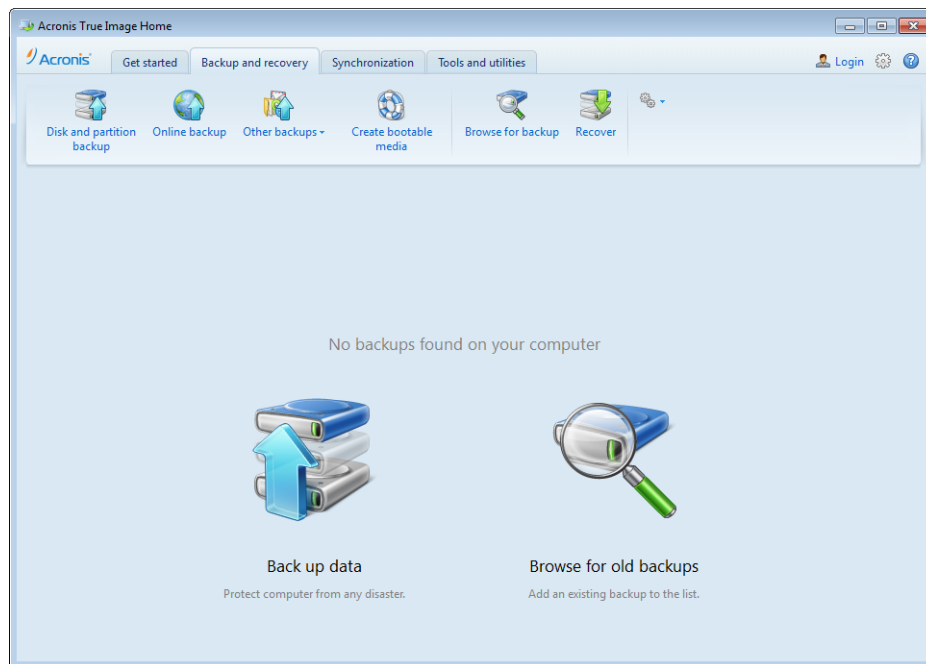 Acronis True Image Home
Acronis
Get started
Backup and recovery
Synchronization
Tools and utilities
Login
Disk and partition
backup
Online backup
Other backups
Create bootable
media
Browse for backup
Recover
No backups found on your computer
Back up data
Protect computer from any disaster.
Browse for old backups
Add an existing backup to the list.